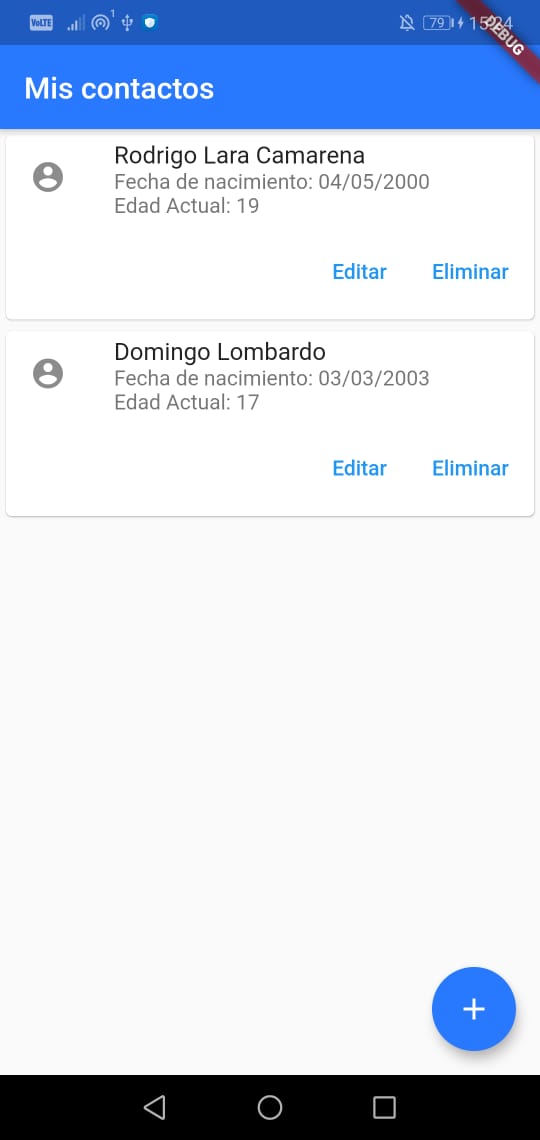 VoLTE 1 79 15:24
DEBUG
Mis contactos
Rodrigo Lara Camarena
Fecha de nacimiento: 04/05/2000
Edad Actual: 19
Editar Eliminar
Domingo Lombardo
Fecha de nacimiento: 03/03/2003
Edad Actual: 17
Editar Eliminar
+